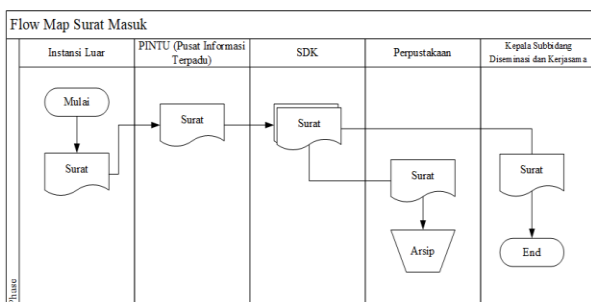 Flow Map Surat Masuk
Instansi Luar
PINTU (Pusat Informasi
Terpadu)
SDK
Perpustakaan
Kepala Subbidang
Diseminasi dan Kerjasama
Mulai
Surat
Surat
Surat
Surat
Surat
Arsip
End
Phase